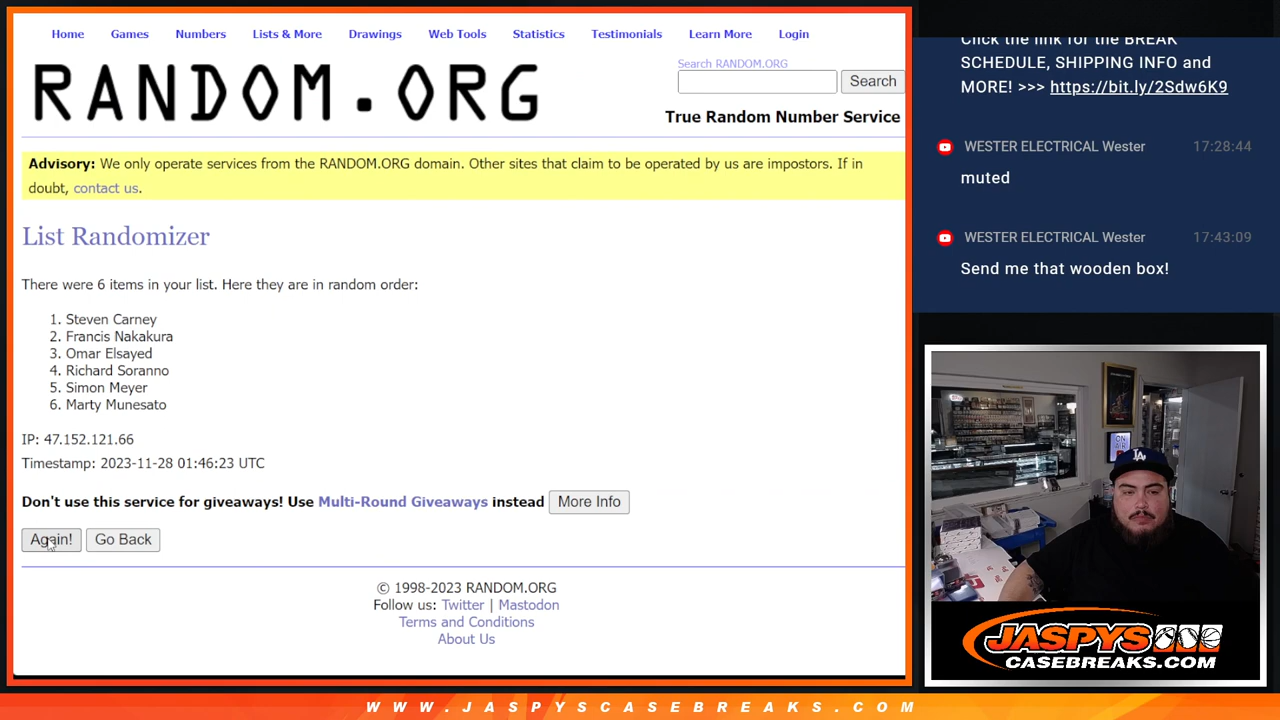 Home Games Numbers Lists & More Drawings Web Tools Statistics Testimonials Learn More Login
RANDOM.ORG
Search RANDOM.ORG
Search
True Random Number Service
Advisory: We only operate services from the RANDOM.ORG domain. Other sites that claim to be operated by us are impostors. If in
doubt, contact us.
List Randomizer
There were 6 items in your list. Here they are in random order:
1. Steven Carney
2. Francis Nakakura
3. Omar Elsayed
4. Richard Soranno
5. Simon Meyer
6. Marty Munesato
IP: 47.152.121.66
Timestamp: 2023-11-28 01:46:23 UTC
Don't use this service for giveaways! Use Multi-Round Giveaways instead More Info
Again! Go Back
© 1998-2023 RANDOM.ORG
Follow us: Twitter | Mastodon
Terms and Conditions
About Us
Click the link for the BREAK
SCHEDULE, SHIPPING INFO and
MORE! >>> https://bit.ly/2Sdw6K9
WESTER ELECTRICAL Wester 17:28:44
muted
WESTER ELECTRICAL Wester 17:43:09
Send me that wooden box!
ON
AIR
LA
JASPYS
CASEBREAKS.COM
WWW.JASPYSCASEBREAKS.COM